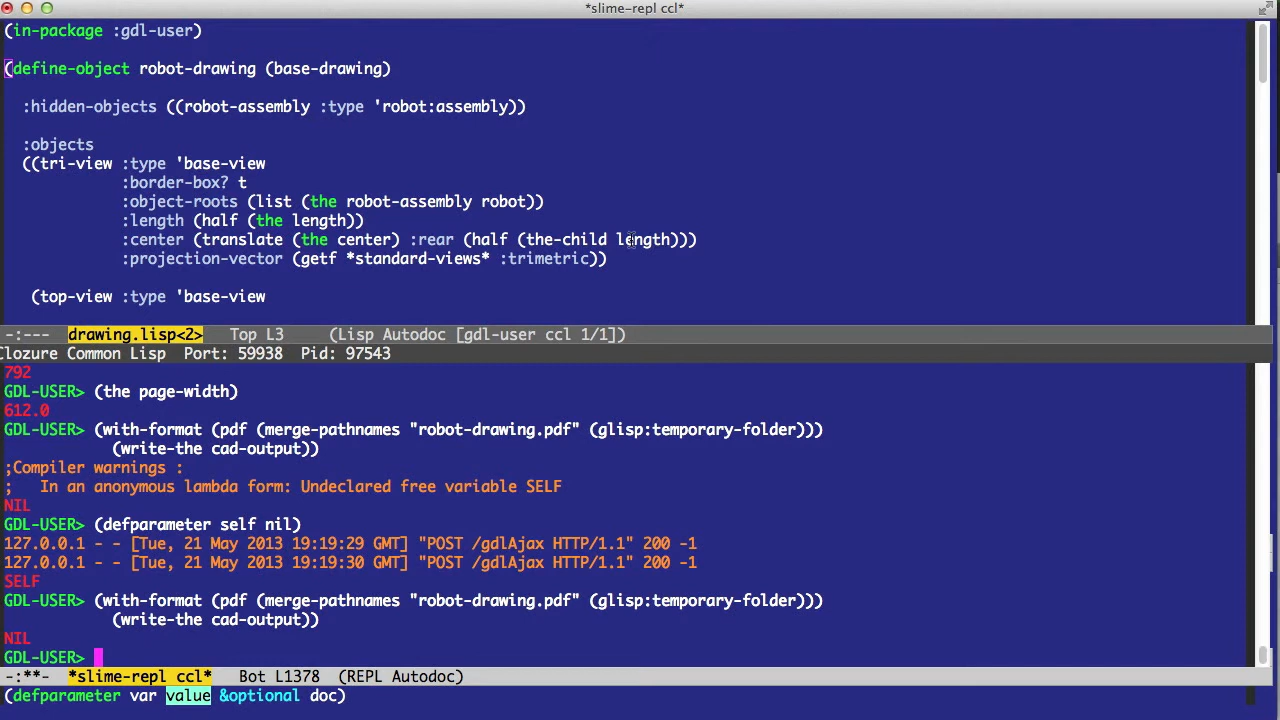 *slime-repl ccl*
(in-package :gdl-user)
(define-object robot-drawing (base-drawing)
:hidden-objects ((robot-assembly :type 'robot:assembly))
:objects
((tri-view :type 'base-view
:border-box? t
:object-roots (list (the robot-assembly robot))
:length (half (the length))
:center (translate (the center) :rear (half (the-child length)))
:projection-vector (getf *standard-views* :trimetric))
(top-view :type 'base-view
-:--- drawing.lisp<2> Top L3 (Lisp Autodoc [gdl-user ccl 1/1])
Clozure Common Lisp Port: 59938 Pid: 97543
792
GDL-USER> (the page-width)
612.0
GDL-USER> (with-format (pdf (merge-pathnames "robot-drawing.pdf" (glisp:temporary-folder)))
(write-the cad-output))
;Compiler warnings :
; In an anonymous lambda form: Undeclared free variable SELF
NIL
GDL-USER> (defparameter self nil)
127.0.0.1 - - [Tue, 21 May 2013 19:19:29 GMT] "POST /gdlAjax HTTP/1.1" 200 -1
127.0.0.1 - - [Tue, 21 May 2013 19:19:30 GMT] "POST /gdlAjax HTTP/1.1" 200 -1
SELF
GDL-USER> (with-format (pdf (merge-pathnames "robot-drawing.pdf" (glisp:temporary-folder)))
(write-the cad-output))
NIL
GDL-USER>
-:**- *slime-repl ccl* Bot L1378 (REPL Autodoc)
(defparameter var value &optional doc)